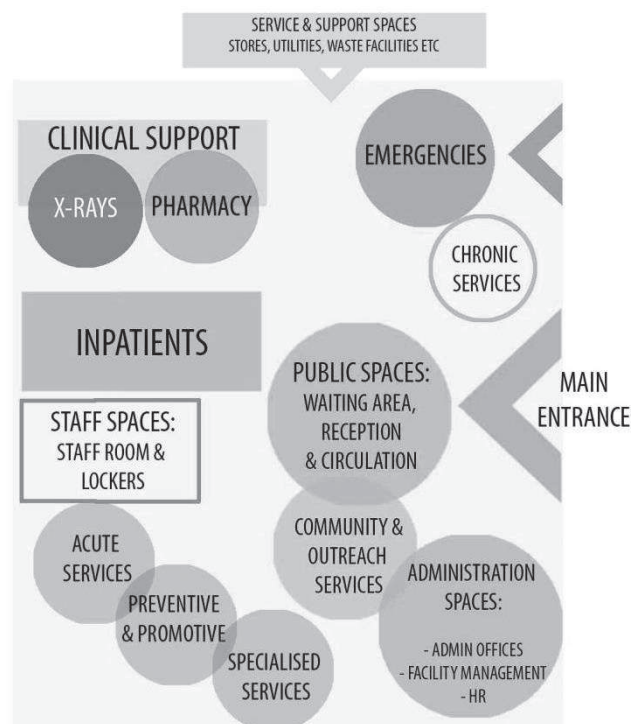 SERVICE & SUPPORT SPACES
STORES, UTILITIES, WASTE FACILITIES ETC
CLINICAL SUPPORT
X-RAYS
PHARMACY
EMERGENCIES
CHRONIC
SERVICES
INPATIENTS
PUBLIC SPACES:
WAITING AREA,
RECEPTION
& CIRCULATION
MAIN
ENTRANCE
STAFF SPACES:
STAFF ROOM &
LOCKERS
ACUTE
SERVICES
PREVENTIVE
& PROMOTIVE
SPECIALISED
SERVICES
COMMUNITY &
OUTREACH
SERVICES
ADMINISTRATION
SPACES:
- ADMIN OFFICES
- FACILITY MANAGEMENT
- HR